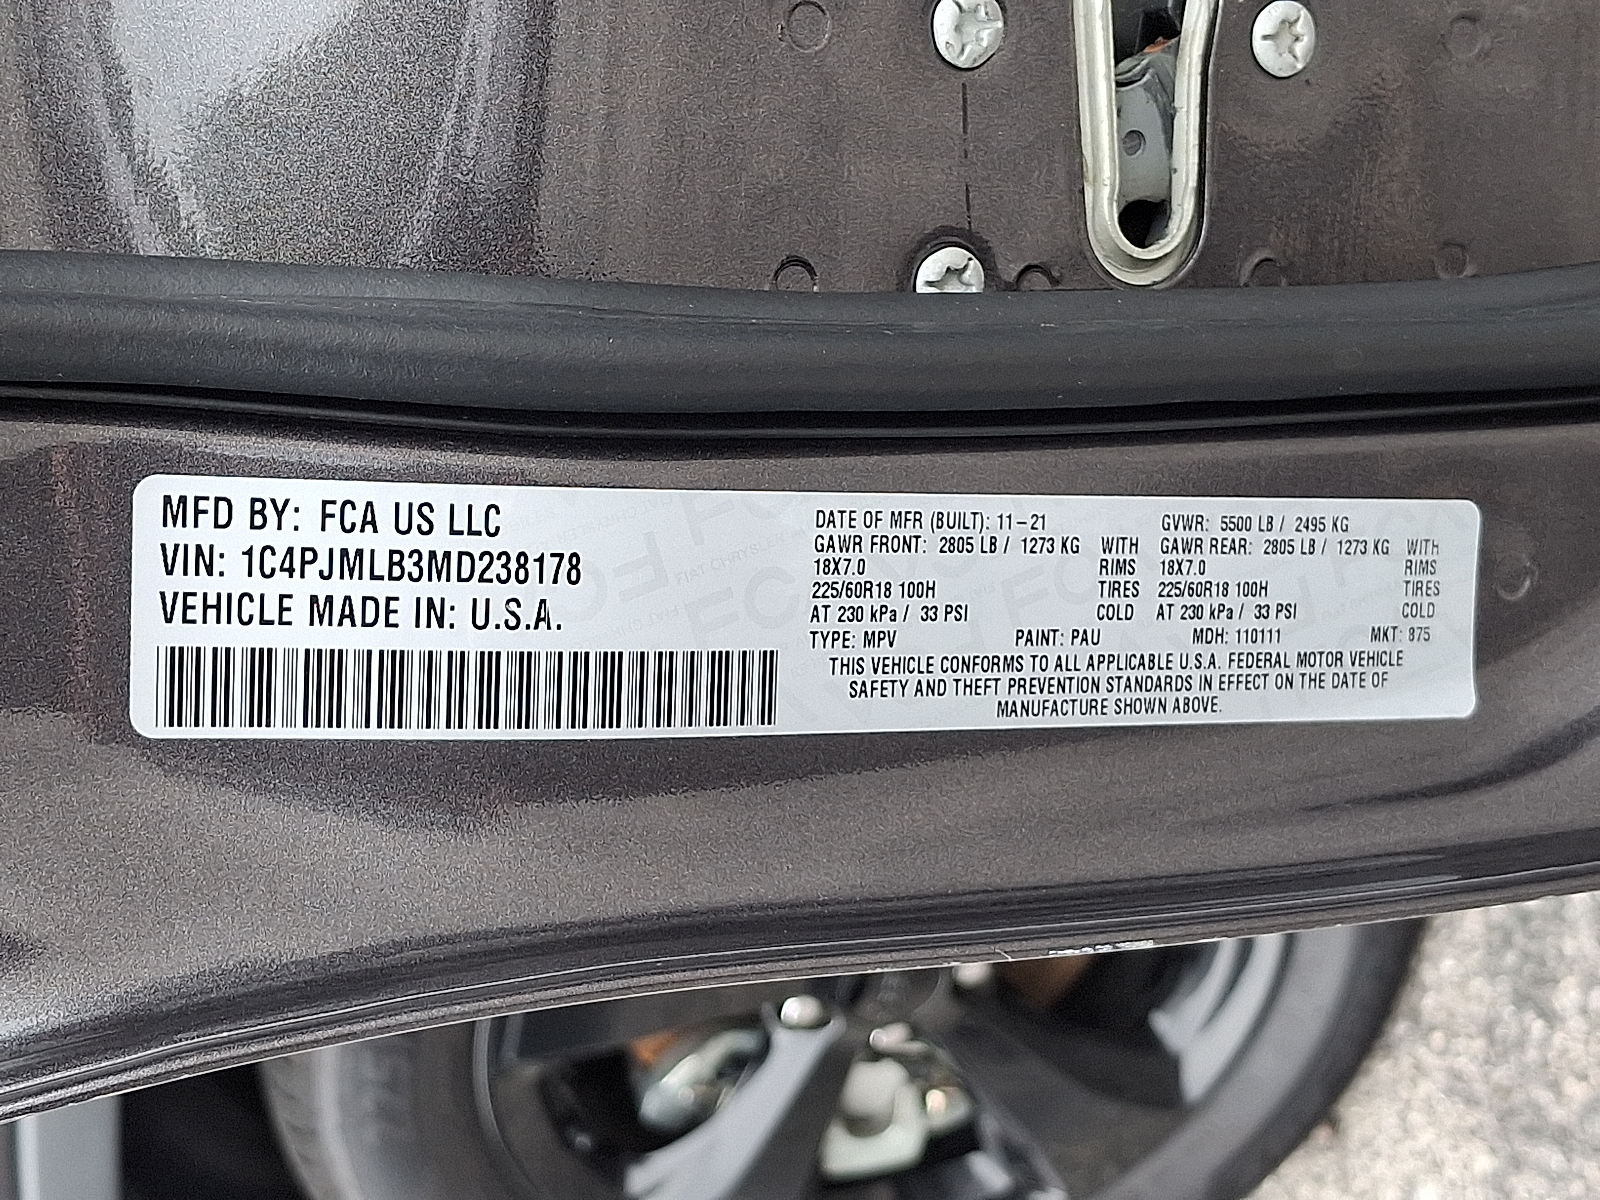 MFD BY: FCA US LLC
VIN: 1C4PJMLB3MD238178
VEHICLE MADE IN: U.S.A.
DATE OF MFR (BUILT): 11-21 GVWR: 5500 LB / 2495 KG
GAWR FRONT: 2805 LB / 1273 KG WITH GAWR REAR: 2805 LB / 1273 KG WITH
18X7.0 RIMS 18X7.0 RIMS
225/60R18 100H TIRES 225/60R18 100H TIRES
AT 230 kPa / 33 PSI COLD AT 230 kPa / 33 PSI COLD
TYPE: MPV PAINT: PAU MDH: 110111 MKT: 875
THIS VEHICLE CONFORMS TO ALL APPLICABLE U.S.A. FEDERAL MOTOR VEHICLE
SAFETY AND THEFT PREVENTION STANDARDS IN EFFECT ON THE DATE OF
MANUFACTURE SHOWN ABOVE.